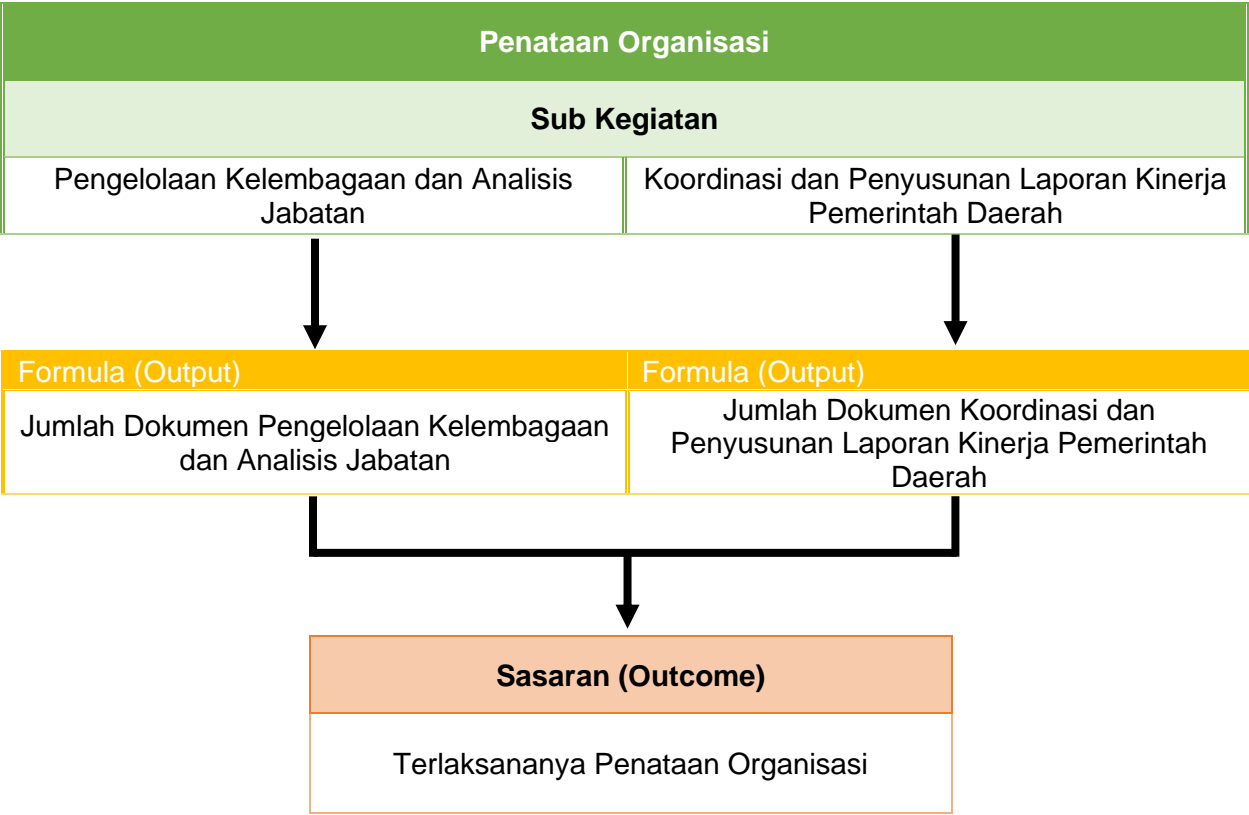 Penataan Organisasi
Sub Kegiatan
Pengelolaan Kelembagaan dan Analisis
Jabatan
Koordinasi dan Penyusunan Laporan Kinerja
Pemerintah Daerah
Formula (Output)
Jumlah Dokumen Pengelolaan Kelembagaan
dan Analisis Jabatan
Formula (Output)
Jumlah Dokumen Koordinasi dan
Penyusunan Laporan Kinerja Pemerintah
Daerah
Sasaran (Outcome)
Terlaksananya Penataan Organisasi